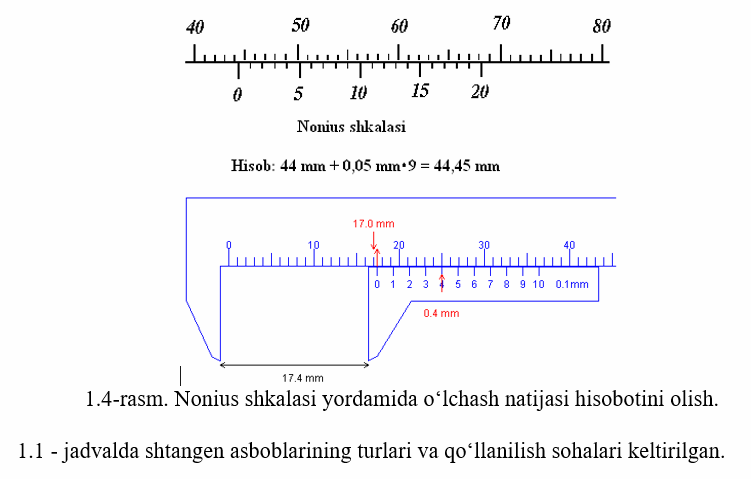 40 50 60 70 80
0 5 10 15 20
Nonius shkalasi
Hisob: 44 mm + 0,05 mm•9 = 44,45 mm
17.0 mm
0 10 20 30 40
0 1 2 3 4 5 6 7 8 9 10 0.1mm
0.4 mm
17.4 mm
1.4-rasm. Nonius shkalasi yordamida o‘lchash natijasi hisobotini olish.
1.1 - jadvalda shtangen asboblarining turlari va qo‘llanilish sohalari keltirilgan.